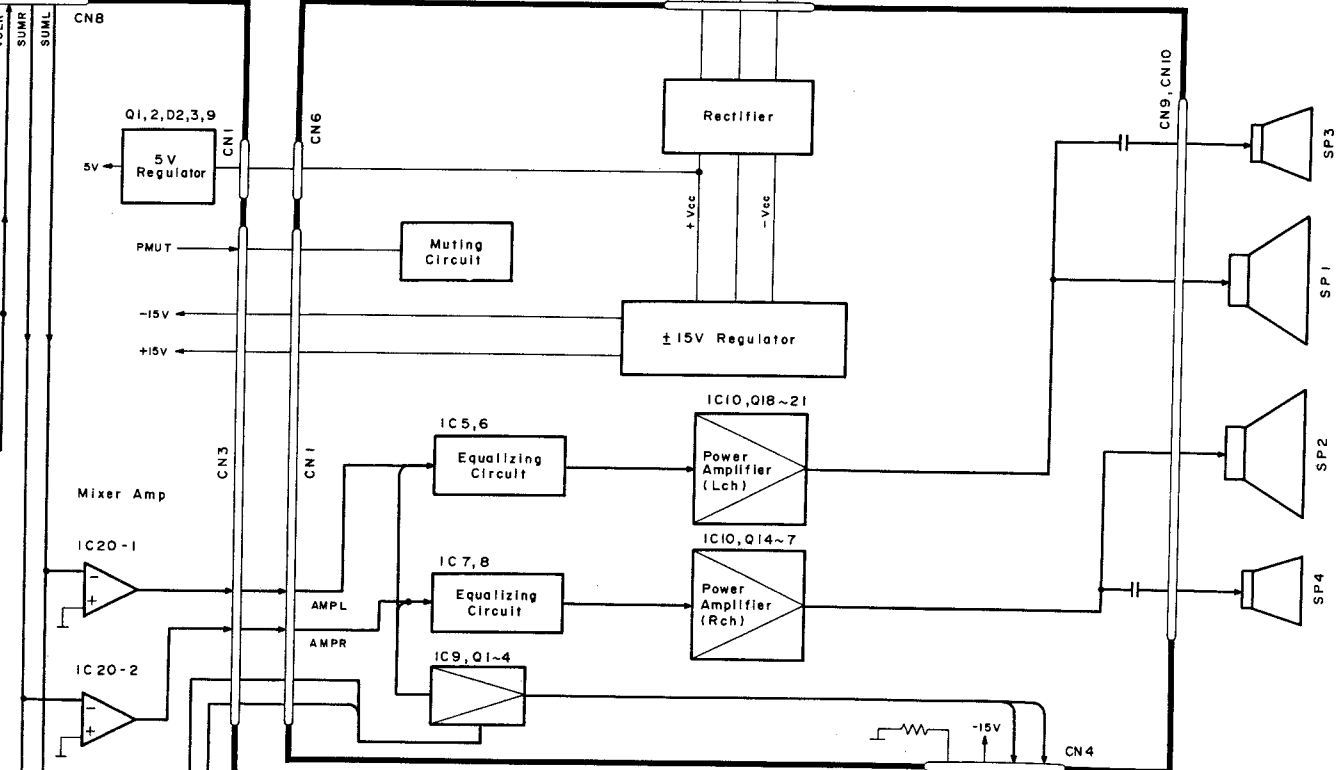 CN8
SUMR
SUML
Q1,2,D2,3,9
CN1
CN6
5V
5V
Regulator
PMUT
Muting
Circuit
-15V
+15V
Rectifier
+Vcc
-Vcc
±15V Regulator
CN9, CN10
SP3
SP1
SP2
SP4
CN3
CN1
Mixer Amp
IC20-1
-
+
IC20-2
-
+
AMPL
AMPR
IC5,6
Equalizing
Circuit
IC10,Q18~21
Power
Amplifier
(Lch)
IC7,8
Equalizing
Circuit
IC10,Q14~7
Power
Amplifier
(Rch)
IC9,Q1~4
-15V
CN4